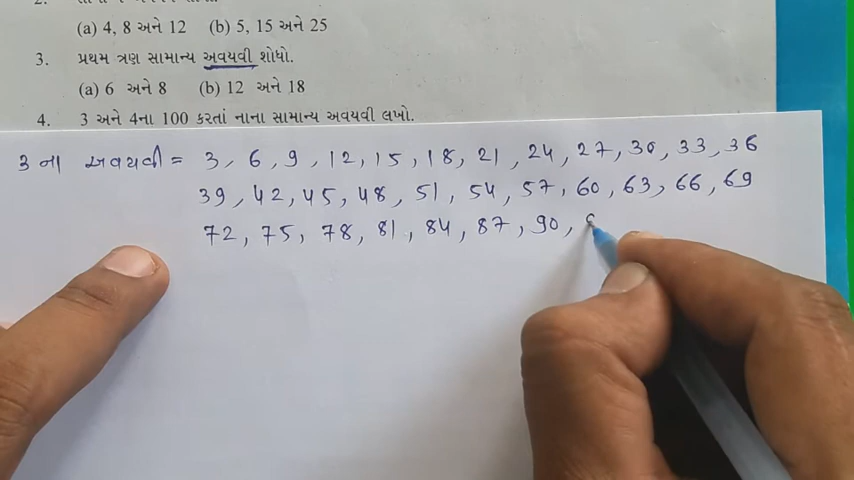 2.
(a) 4, 8 અને 12 (b) 5, 15 અને 25
3. પ્રથમ ત્રણ સામાન્ય અવયવી શોધો.
(a) 6 અને 8 (b) 12 અને 18
4. 3 અને 4ના 100 કરતાં નાના સામાન્ય અવયવી લખો.
3 ના અવયવી = 3, 6, 9, 12, 15, 18, 21, 24, 27, 30, 33, 36
39, 42, 45, 48, 51, 54, 57, 60, 63, 66, 69
72, 75, 78, 81, 84, 87, 90,